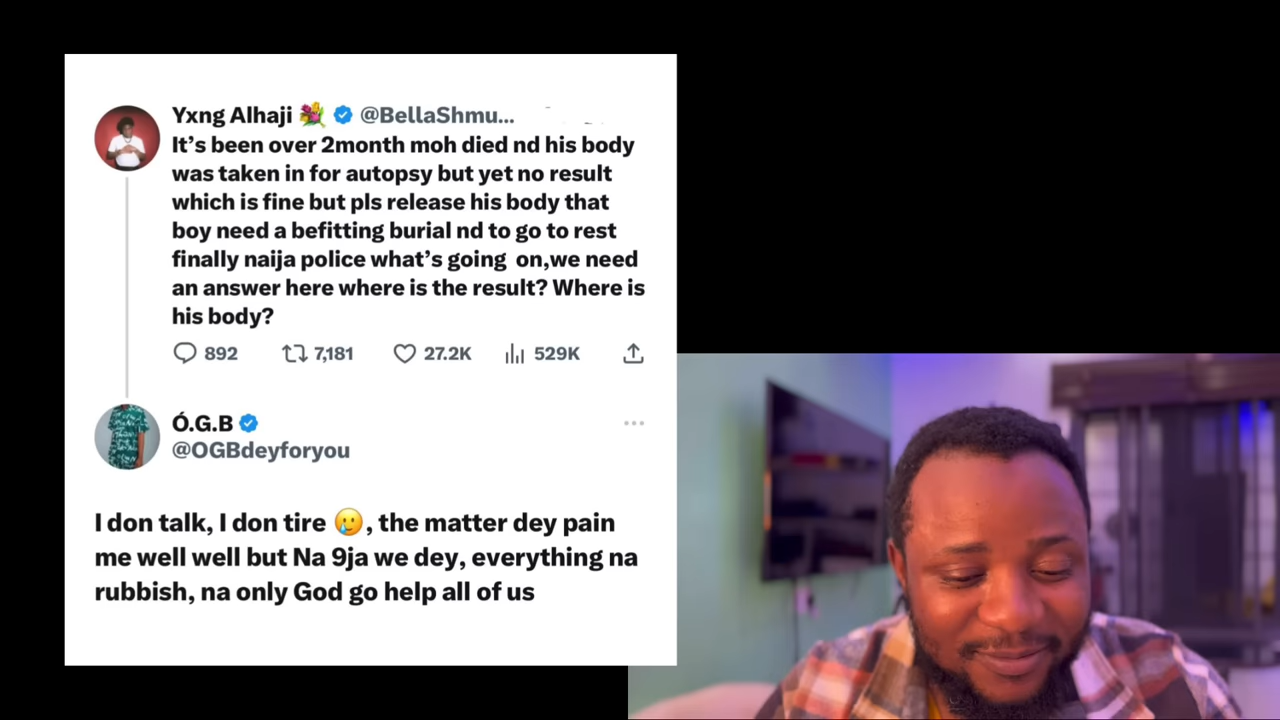 Yxng Alhaji 💐 @BellaShmu...
It’s been over 2month moh died nd his body
was taken in for autopsy but yet no result
which is fine but pls release his body that
boy need a befitting burial nd to go to rest
finally naija police what’s going on,we need
an answer here where is the result? Where is
his body?
892 7,181 27.2K 529K
Ó.G.B
@OGBdeyforyou
I don talk, I don tire 🥲, the matter dey pain
me well well but Na 9ja we dey, everything na
rubbish, na only God go help all of us